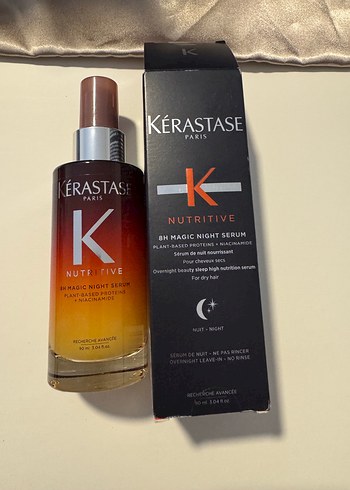 KÉRASTASE
PARIS
K
NUTRITIVE
8H MAGIC NIGHT SERUM
PLANT-BASED PROTEINS
+ NIACINAMIDE
RECHERCHE AVANCÉE
90 ml 3.04 fl.oz
KÉRASTASE
PARIS
K
NUTRITIVE
8H MAGIC NIGHT SERUM
PLANT-BASED PROTEINS + NIACINAMIDE
Sérum de nuit nourrissant
Pour cheveux secs
Overnight beauty sleep high nutrition serum
For dry hair
NUIT - NIGHT
SÉRUM DE NUIT - NE PAS RINCER
OVERNIGHT LEAVE-IN - NO RINSE
RECHERCHE AVANCÉE
90 ml 3.04 fl.oz